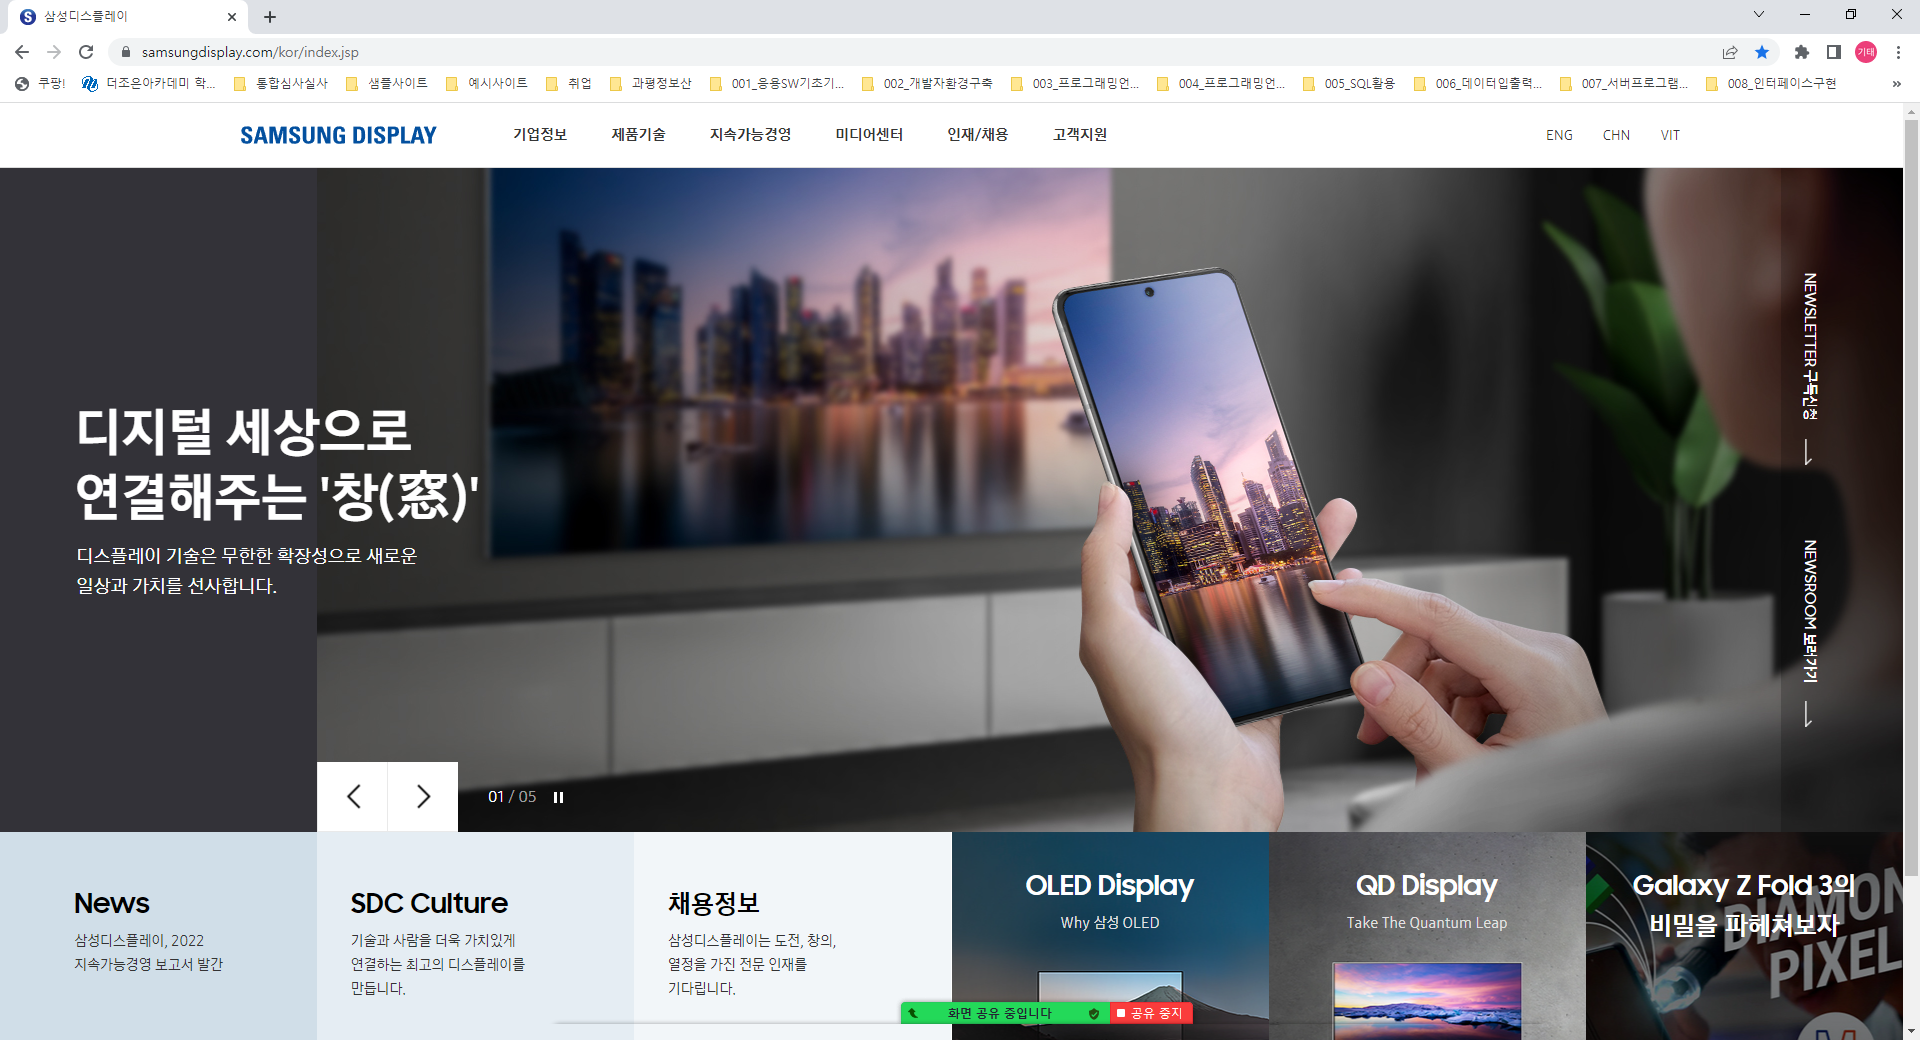 삼성디스플레이
samsungdisplay.com/kor/index.jsp
기태
쿠팡!
더조은아카데미 학...
통합심사실사
샘플사이트
예시사이트
취업
과평정보산
001_응용SW기초기...
002_개발자환경구축
003_프로그래밍언...
004_프로그래밍언...
005_SQL활용
006_데이터입출력...
007_서버프로그램...
008_인터페이스구현
»
SAMSUNG DISPLAY
기업정보
제품기술
지속가능경영
미디어센터
인재/채용
고객지원
ENG
CHN
VIT
디지털 세상으로
연결해주는 '창(窓)'
디스플레이 기술은 무한한 확장성으로 새로운
일상과 가치를 선사합니다.
NEWSLETTER 구독신청
NEWSROOM 보러가기
01 / 05
News
삼성디스플레이, 2022
지속가능경영 보고서 발간
SDC Culture
기술과 사람을 더욱 가치있게
연결하는 최고의 디스플레이를
만듭니다.
채용정보
삼성디스플레이는 도전, 창의,
열정을 가진 전문 인재를
기다립니다.
OLED Display
Why 삼성 OLED
QD Display
Take The Quantum Leap
Galaxy Z Fold 3의
비밀을 파헤쳐보자
DIAMON
PIXEL
화면 공유 중입니다
공유 중지